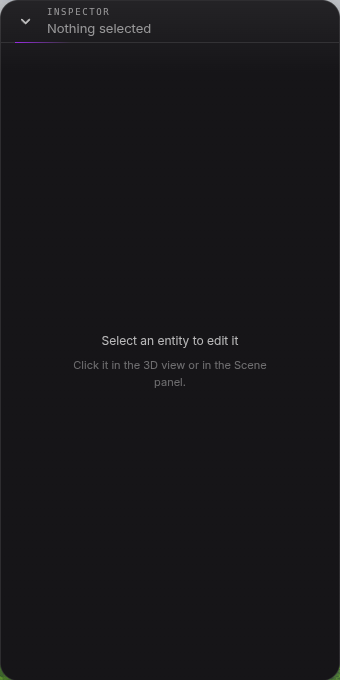 INSPECTOR
Nothing selected
Select an entity to edit it
Click it in the 3D view or in the Scene
panel.